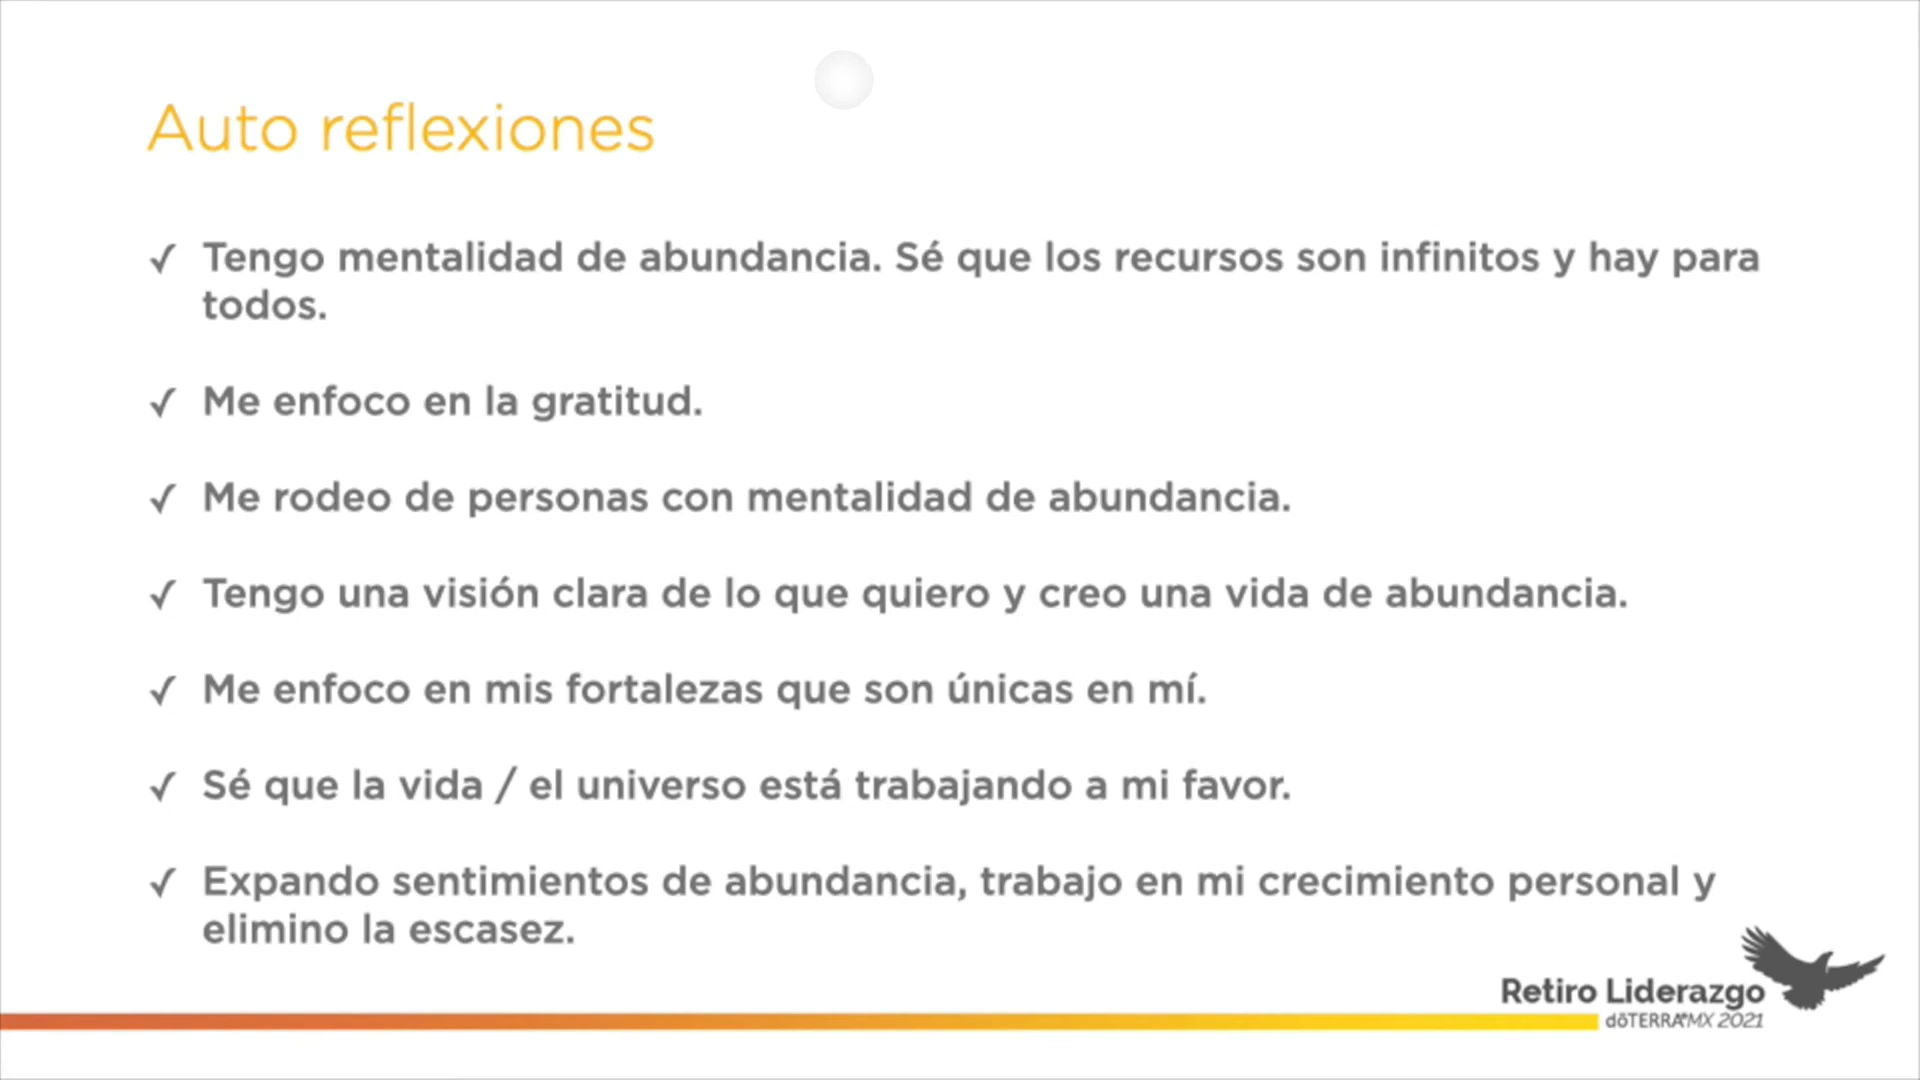 Auto reflexiones
✓ Tengo mentalidad de abundancia. Sé que los recursos son infinitos y hay para
todos.
✓ Me enfoco en la gratitud.
✓ Me rodeo de personas con mentalidad de abundancia.
✓ Tengo una visión clara de lo que quiero y creo una vida de abundancia.
✓ Me enfoco en mis fortalezas que son únicas en mí.
✓ Sé que la vida / el universo está trabajando a mi favor.
✓ Expando sentimientos de abundancia, trabajo en mi crecimiento personal y
elimino la escasez.
Retiro Liderazgo
dōTERRA®MX 2021